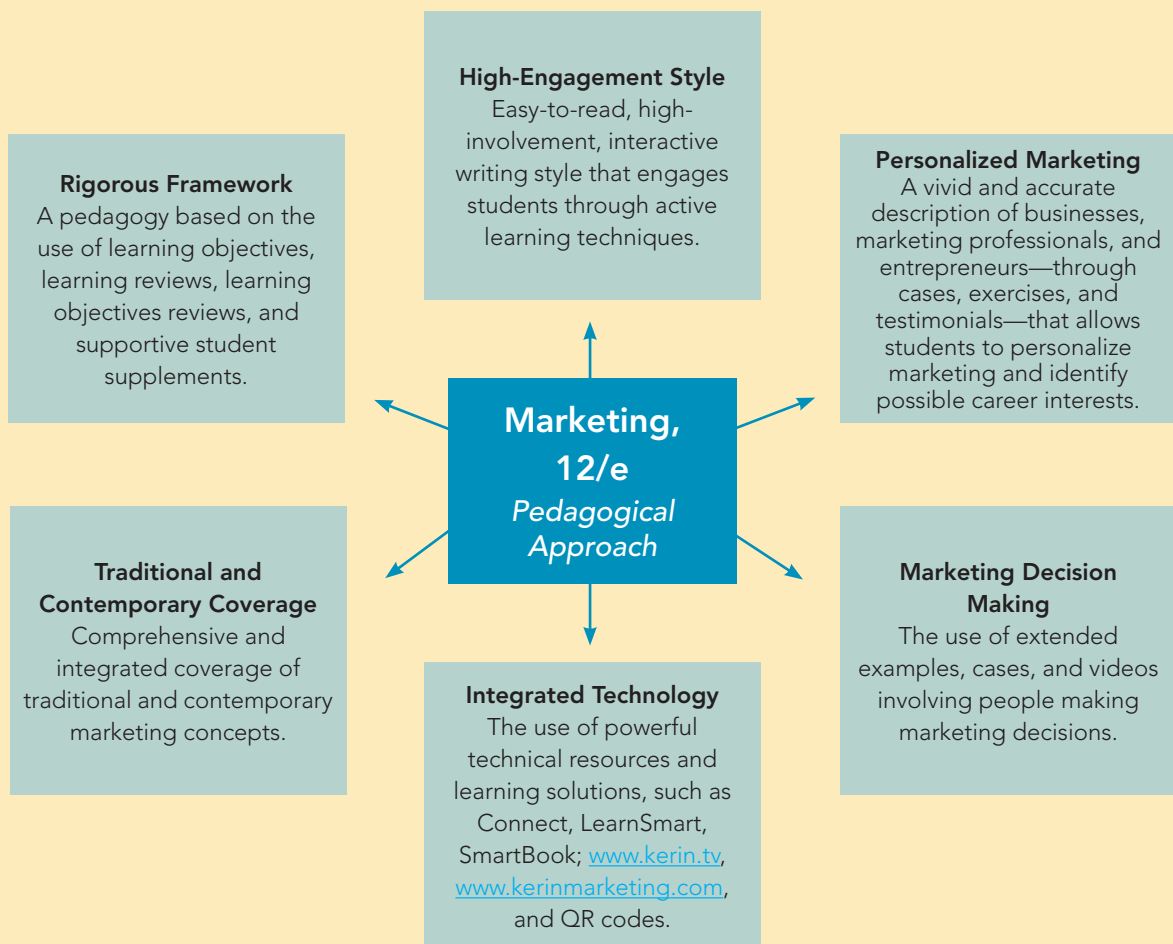 High-Engagement Style
Easy-to-read, high-
involvement, interactive
writing style that engages
students through active
learning techniques.
Rigorous Framework
A pedagogy based on the
use of learning objectives,
learning reviews, learning
objectives reviews, and
supportive student
supplements.
Personalized Marketing
A vivid and accurate
description of businesses,
marketing professionals, and
entrepreneurs—through
cases, exercises, and
testimonials—that allows
students to personalize
marketing and identify
possible career interests.
Marketing,
12/e
Pedagogical
Approach
Traditional and
Contemporary Coverage
Comprehensive and
integrated coverage of
traditional and contemporary
marketing concepts.
Integrated Technology
The use of powerful
technical resources and
learning solutions, such as
Connect, LearnSmart,
SmartBook; www.kerin.tv,
www.kerinmarketing.com,
and QR codes.
Marketing Decision
Making
The use of extended
examples, cases, and videos
involving people making
marketing decisions.